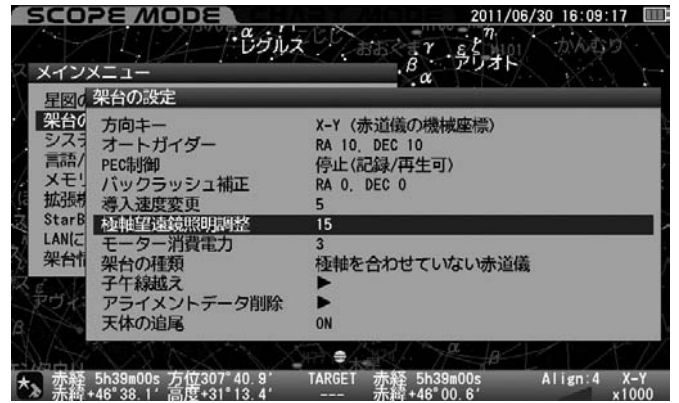 SCOPE MODE 2011/06/30 16:09:17
α η
レグルス おおぐま γ ε ζ M101 かんむり
β アリオト
α
メインメニュー
星図の
架台の設定
架台の
方向キー X-Y (赤道儀の機械座標)
システ
オートガイダー RA 10, DEC 10
言語/
PEC制御 停止(記録/再生可)
メモリ
バックラッシュ補正 RA 0, DEC 0
拡張機
導入速度変更 5
StarB
極軸望遠鏡照明調整 15
LANに
モーター消費電力 3
架台情
架台の種類 極軸を合わせていない赤道儀
子午線越え ▶
アライメントデータ削除 ▶
天体の追尾 ON
赤経 5h39m00s 方位307°40.9′ TARGET 赤経 5h39m00s Align:4 X-Y
赤緯+46°38.1′ 高度+31°13.4′ --- 赤緯+46°00.6′ x1000